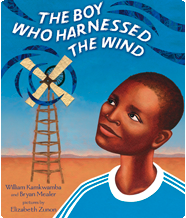 THE BOY
WHO HARNESSED
THE WIND
William Kamkwamba
and Bryan Mealer
pictures by
Elizabeth Zunon